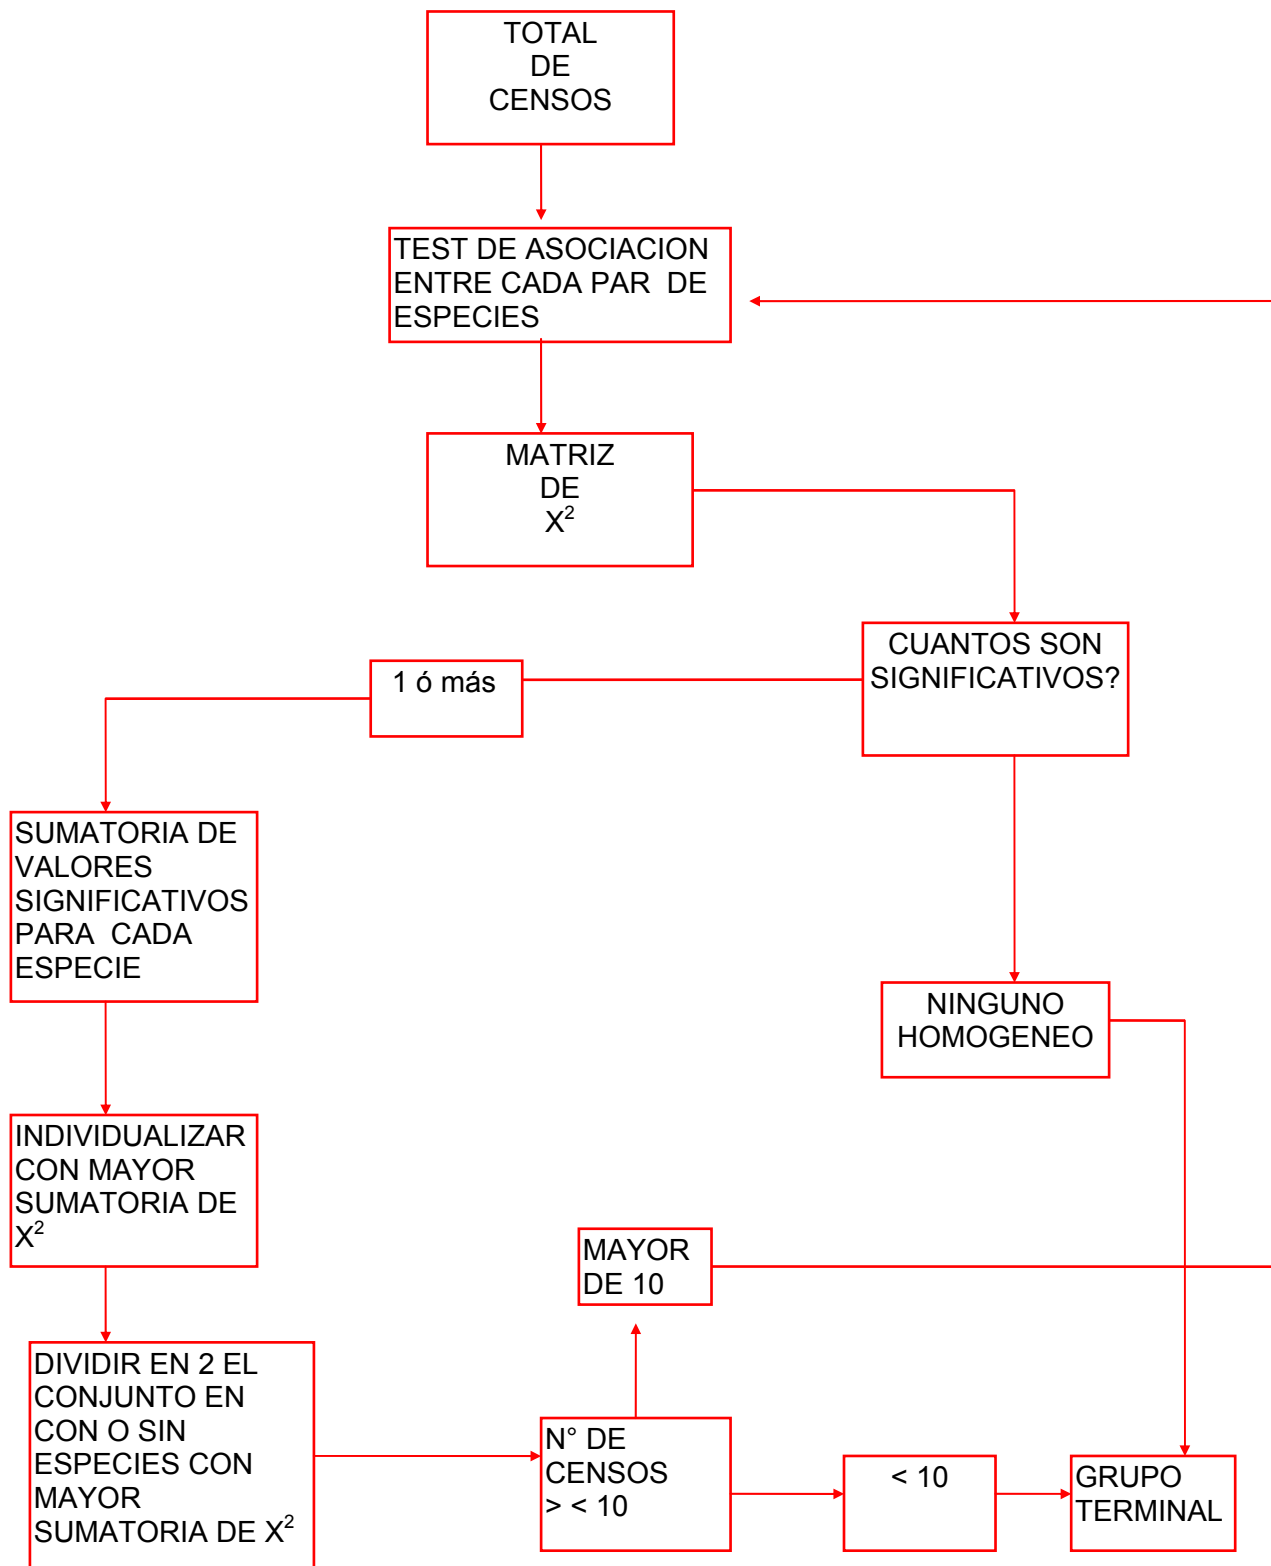 TOTAL
DE
CENSOS
TEST DE ASOCIACION
ENTRE CADA PAR DE
ESPECIES
MATRIZ
DE
X²
CUANTOS SON
SIGNIFICATIVOS?
1 ó más
SUMATORIA DE
VALORES
SIGNIFICATIVOS
PARA CADA
ESPECIE
NINGUNO
HOMOGENEO
INDIVIDUALIZAR
CON MAYOR
SUMATORIA DE
X²
MAYOR
DE 10
DIVIDIR EN 2 EL
CONJUNTO EN
CON O SIN
ESPECIES CON
MAYOR
SUMATORIA DE X²
N° DE
CENSOS
> < 10
< 10
GRUPO
TERMINAL